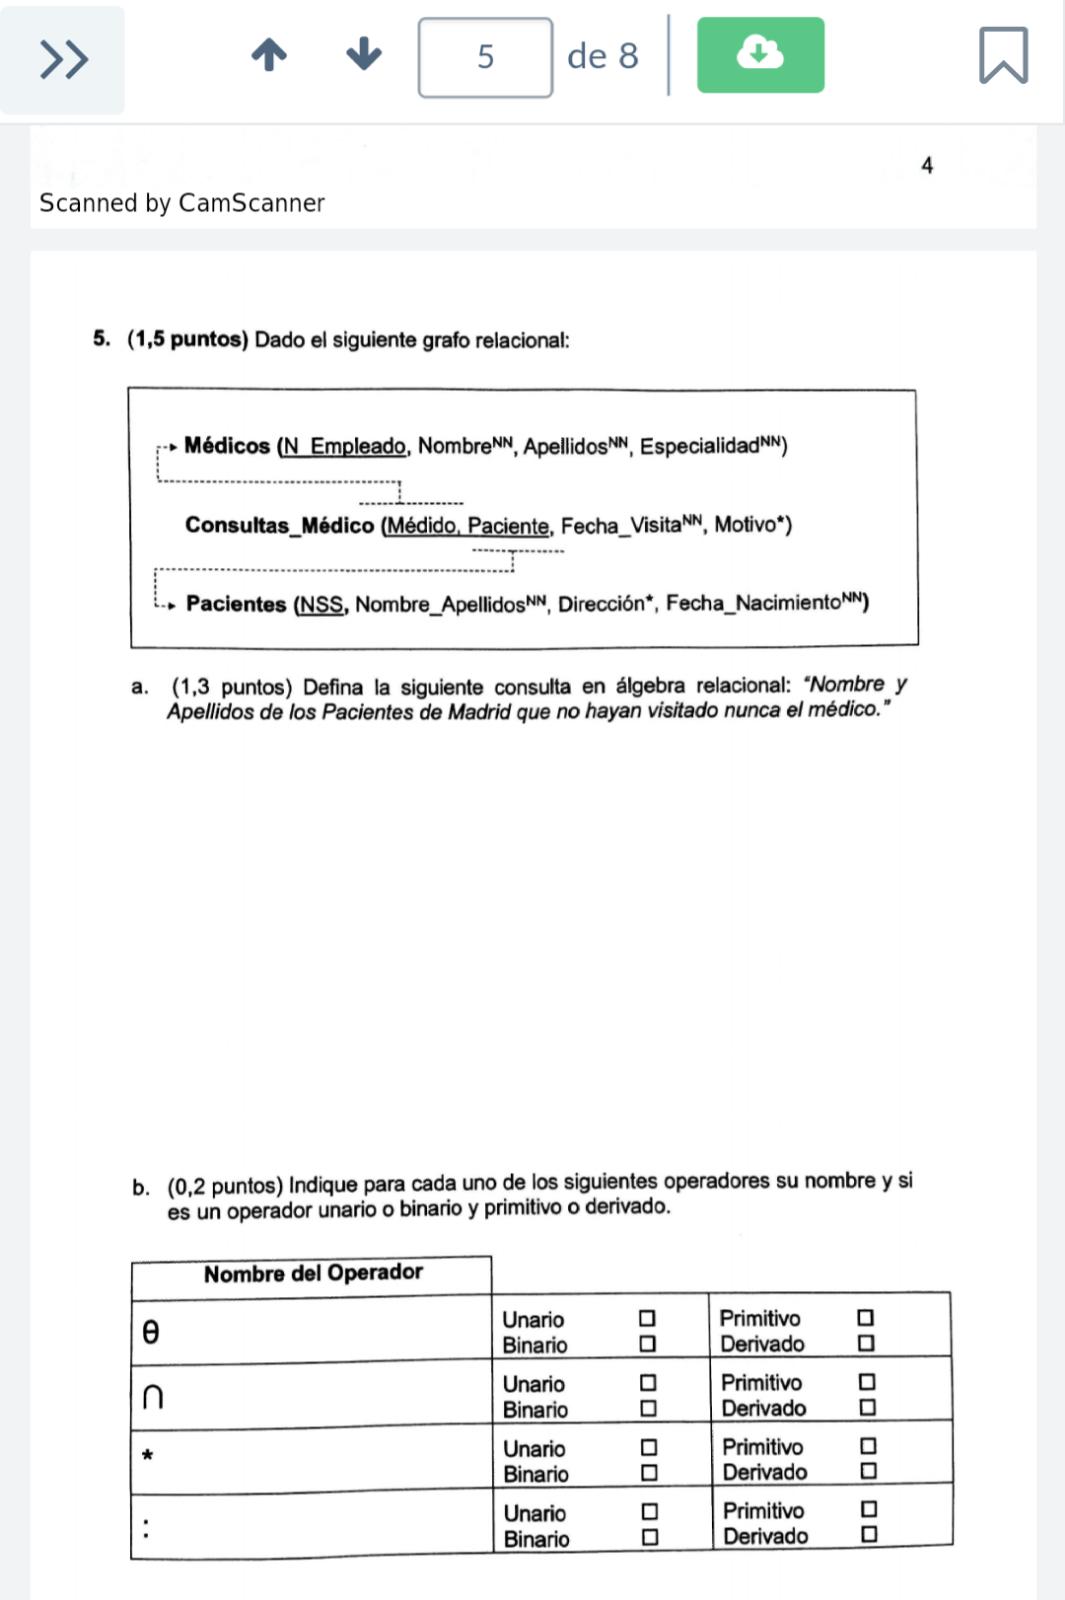 5 de 8
4
Scanned by CamScanner
5. (1,5 puntos) Dado el siguiente grafo relacional:
Médicos (N_Empleado, Nombre^NN, Apellidos^NN, Especialidad^NN)
Consultas_Médico (Médido, Paciente, Fecha_Visita^NN, Motivo*)
Pacientes (NSS, Nombre_Apellidos^NN, Dirección*, Fecha_Nacimiento^NN)
a. (1,3 puntos) Defina la siguiente consulta en álgebra relacional: “Nombre y
Apellidos de los Pacientes de Madrid que no hayan visitado nunca el médico.”
b. (0,2 puntos) Indique para cada uno de los siguientes operadores su nombre y si
es un operador unario o binario y primitivo o derivado.
Nombre del Operador
θ Unario □ Primitivo □
Binario □ Derivado □
∩ Unario □ Primitivo □
Binario □ Derivado □
* Unario □ Primitivo □
Binario □ Derivado □
: Unario □ Primitivo □
Binario □ Derivado □